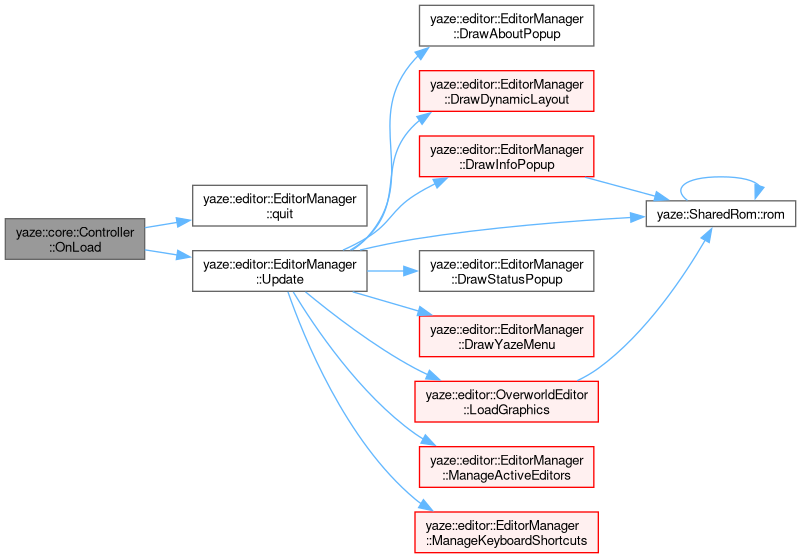 yaze::core::Controller
::OnLoad
yaze::editor::EditorManager
::quit
yaze::editor::EditorManager
::Update
yaze::editor::EditorManager
::DrawAboutPopup
yaze::editor::EditorManager
::DrawDynamicLayout
yaze::editor::EditorManager
::DrawInfoPopup
yaze::editor::EditorManager
::DrawStatusPopup
yaze::editor::EditorManager
::DrawYazeMenu
yaze::editor::OverworldEditor
::LoadGraphics
yaze::editor::EditorManager
::ManageActiveEditors
yaze::editor::EditorManager
::ManageKeyboardShortcuts
yaze::SharedRom::rom